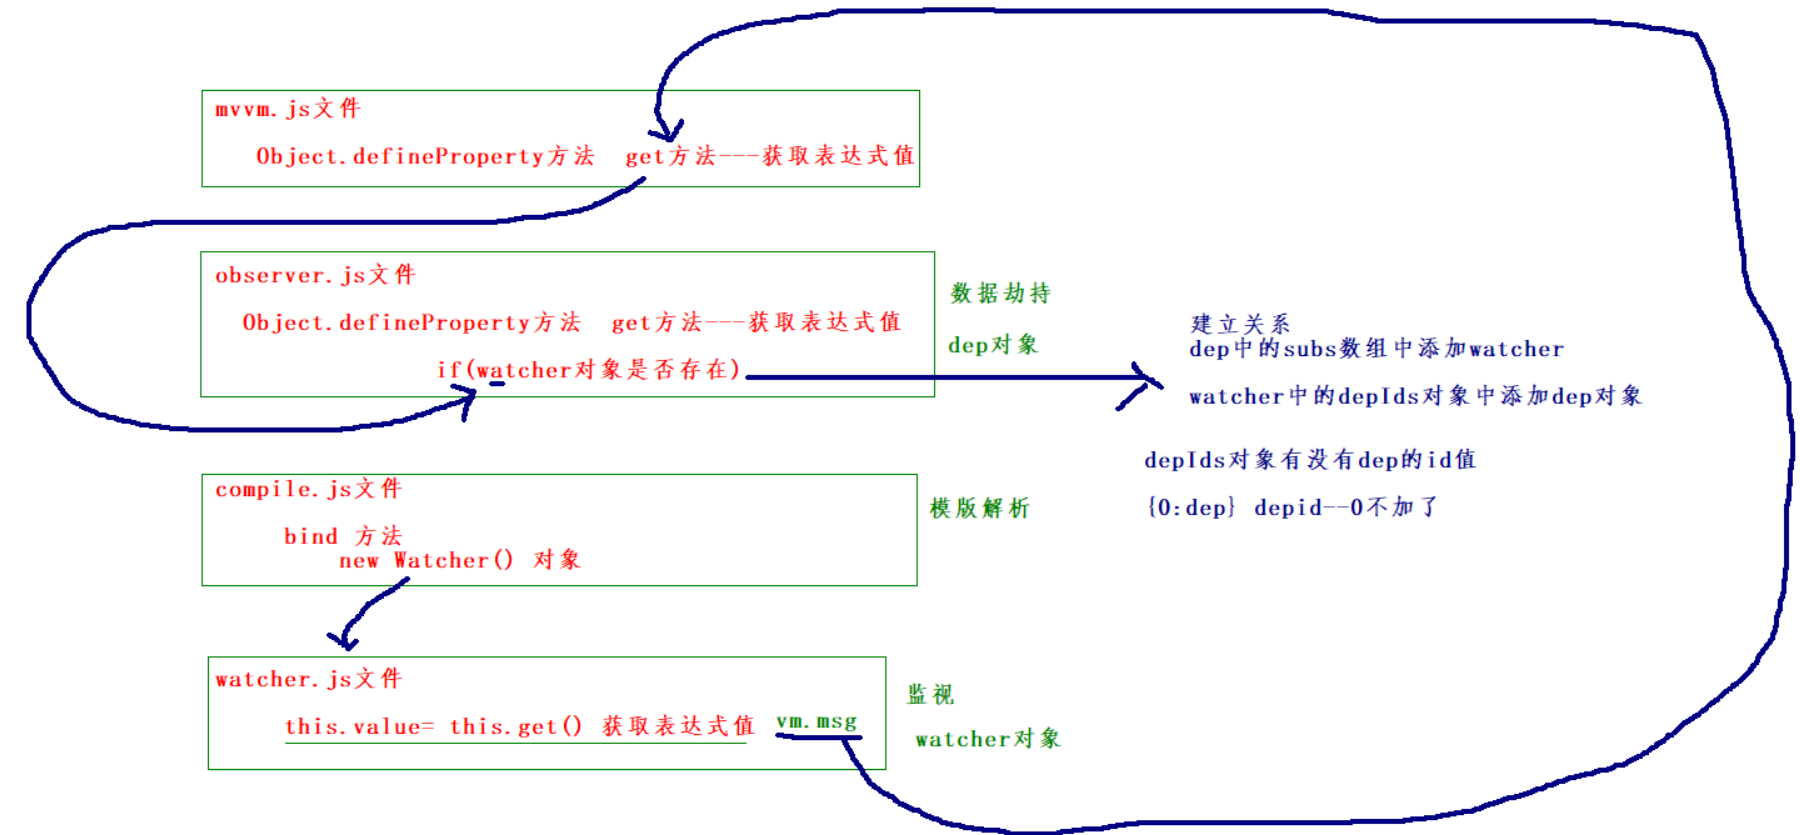 mvvm.js文件
Object.defineProperty方法 get方法---获取表达式值
observer.js文件
Object.defineProperty方法 get方法---获取表达式值
if(watcher对象是否存在)
数据劫持
dep对象
建立关系
dep中的subs数组中添加watcher
watcher中的depIds对象中添加dep对象
depIds对象有没有dep的id值
{0:dep} depid--0不加了
compile.js文件
bind 方法
new Watcher() 对象
模版解析
watcher.js文件
this.value= this.get() 获取表达式值 vm.msg
监视
watcher对象